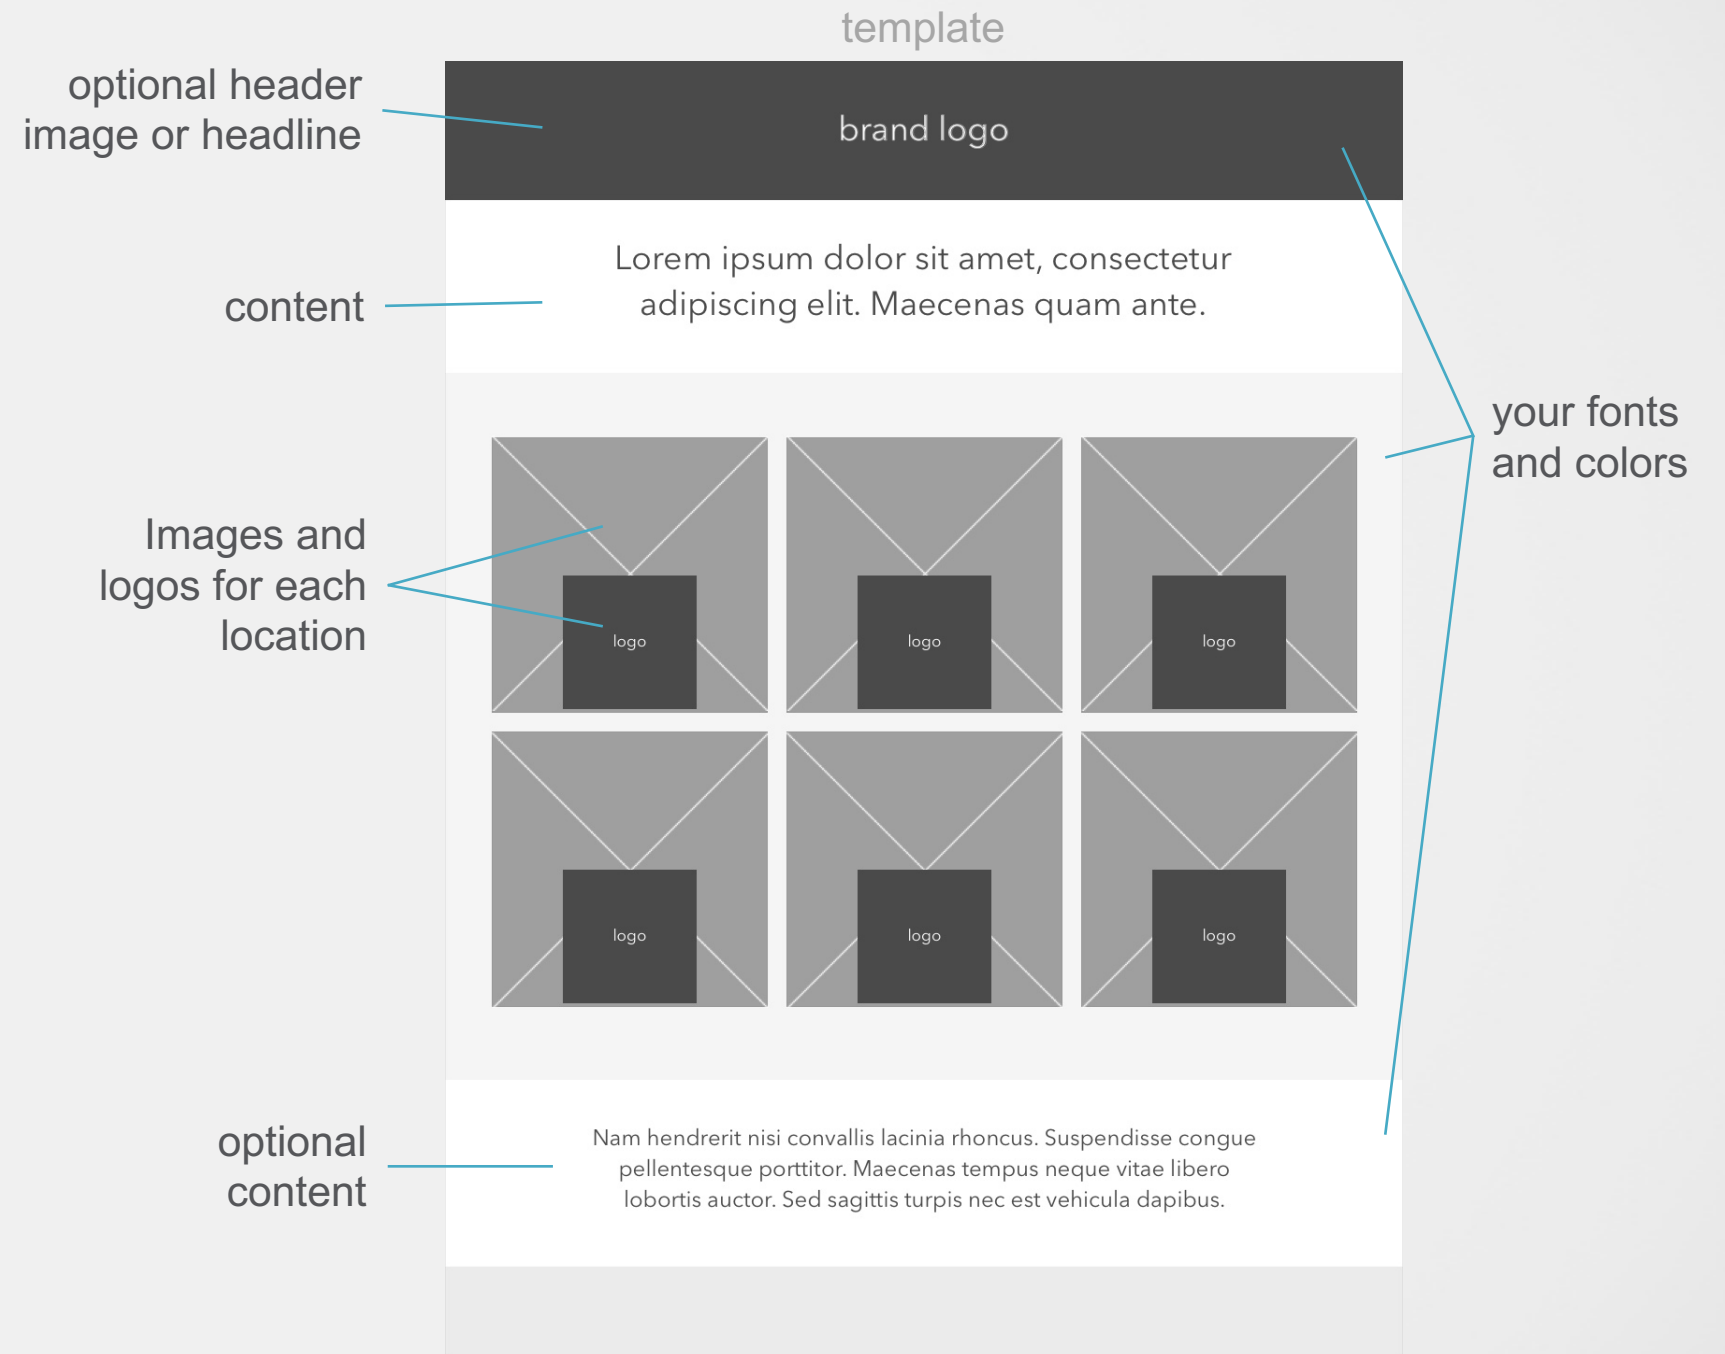 template
optional header
image or headline
brand logo
content
Lorem ipsum dolor sit amet, consectetur
adipiscing elit. Maecenas quam ante.
your fonts
and colors
Images and
logos for each
location
logo
logo
logo
logo
logo
logo
optional
content
Nam hendrerit nisi convallis lacinia rhoncus. Suspendisse congue
pellentesque porttitor. Maecenas tempus neque vitae libero
lobortis auctor. Sed sagittis turpis nec est vehicula dapibus.